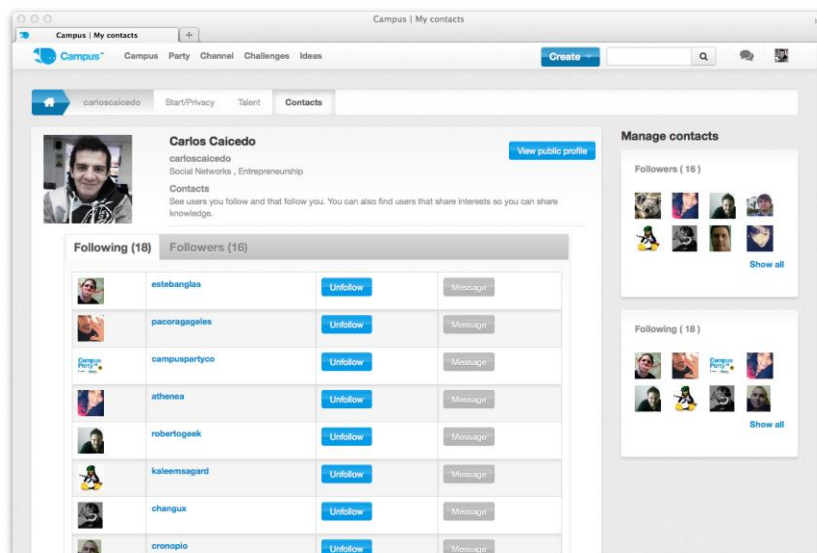 Campus | My contacts
Campus | My contacts
+
Campus™ Campus Party Channel Challenges Ideas Create
carloscaicedo Start/Privacy Talent Contacts
Carlos Caicedo
carloscaicedo
Social Networks , Entrepreneurship
View public profile
Contacts
See users you follow and that follow you. You can also find users that share interests so you can share
knowledge.
Following (18) Followers (16)
estebanglas Unfollow Message
pacoragageles Unfollow Message
Campus
Party
campuspartyco Unfollow Message
athenea Unfollow Message
robertogeek Unfollow Message
kaleemsagard Unfollow Message
changux Unfollow Message
cronopio Unfollow Message
Manage contacts
Followers ( 16 )
Show all
Following ( 18 )
Campus
Party
Show all